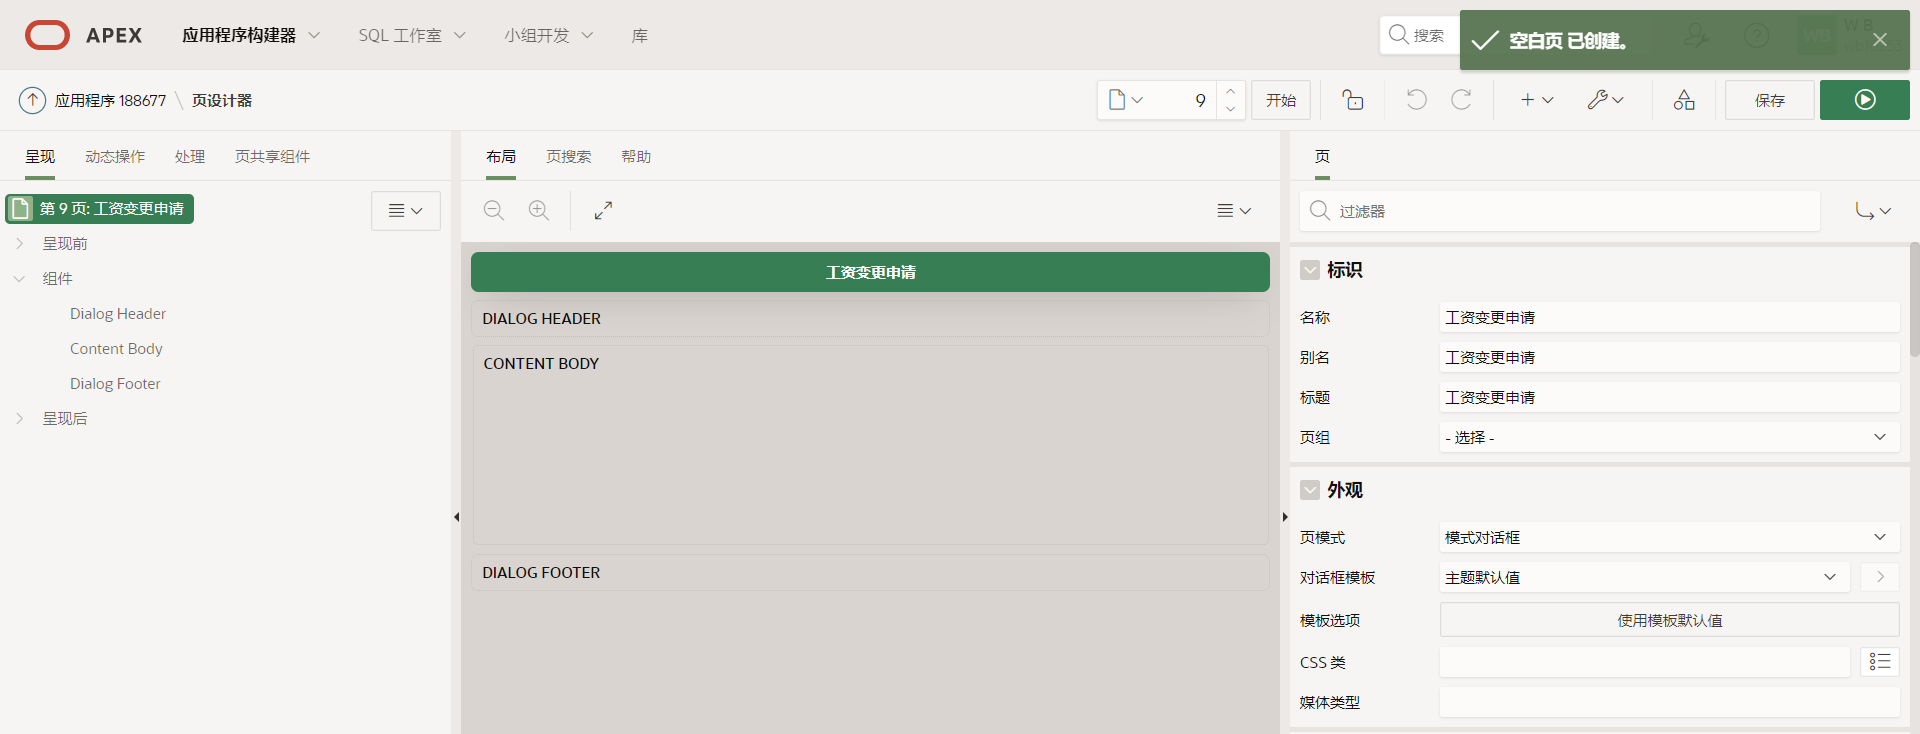 APEX 应用程序构建器 SQL 工作室 小组开发 库 搜索
空白页 已创建。
应用程序 188677 页设计器 9 开始 保存
呈现 动态操作 处理 页共享组件
布局 页搜索 帮助
页
第 9 页: 工资变更申请
呈现前
组件
Dialog Header
Content Body
Dialog Footer
呈现后
工资变更申请
DIALOG HEADER
CONTENT BODY
DIALOG FOOTER
过滤器
标识
名称 工资变更申请
别名 工资变更申请
标题 工资变更申请
页组 - 选择 -
外观
页模式 模式对话框
对话框模板 主题默认值
模板选项 使用模板默认值
CSS 类
媒体类型